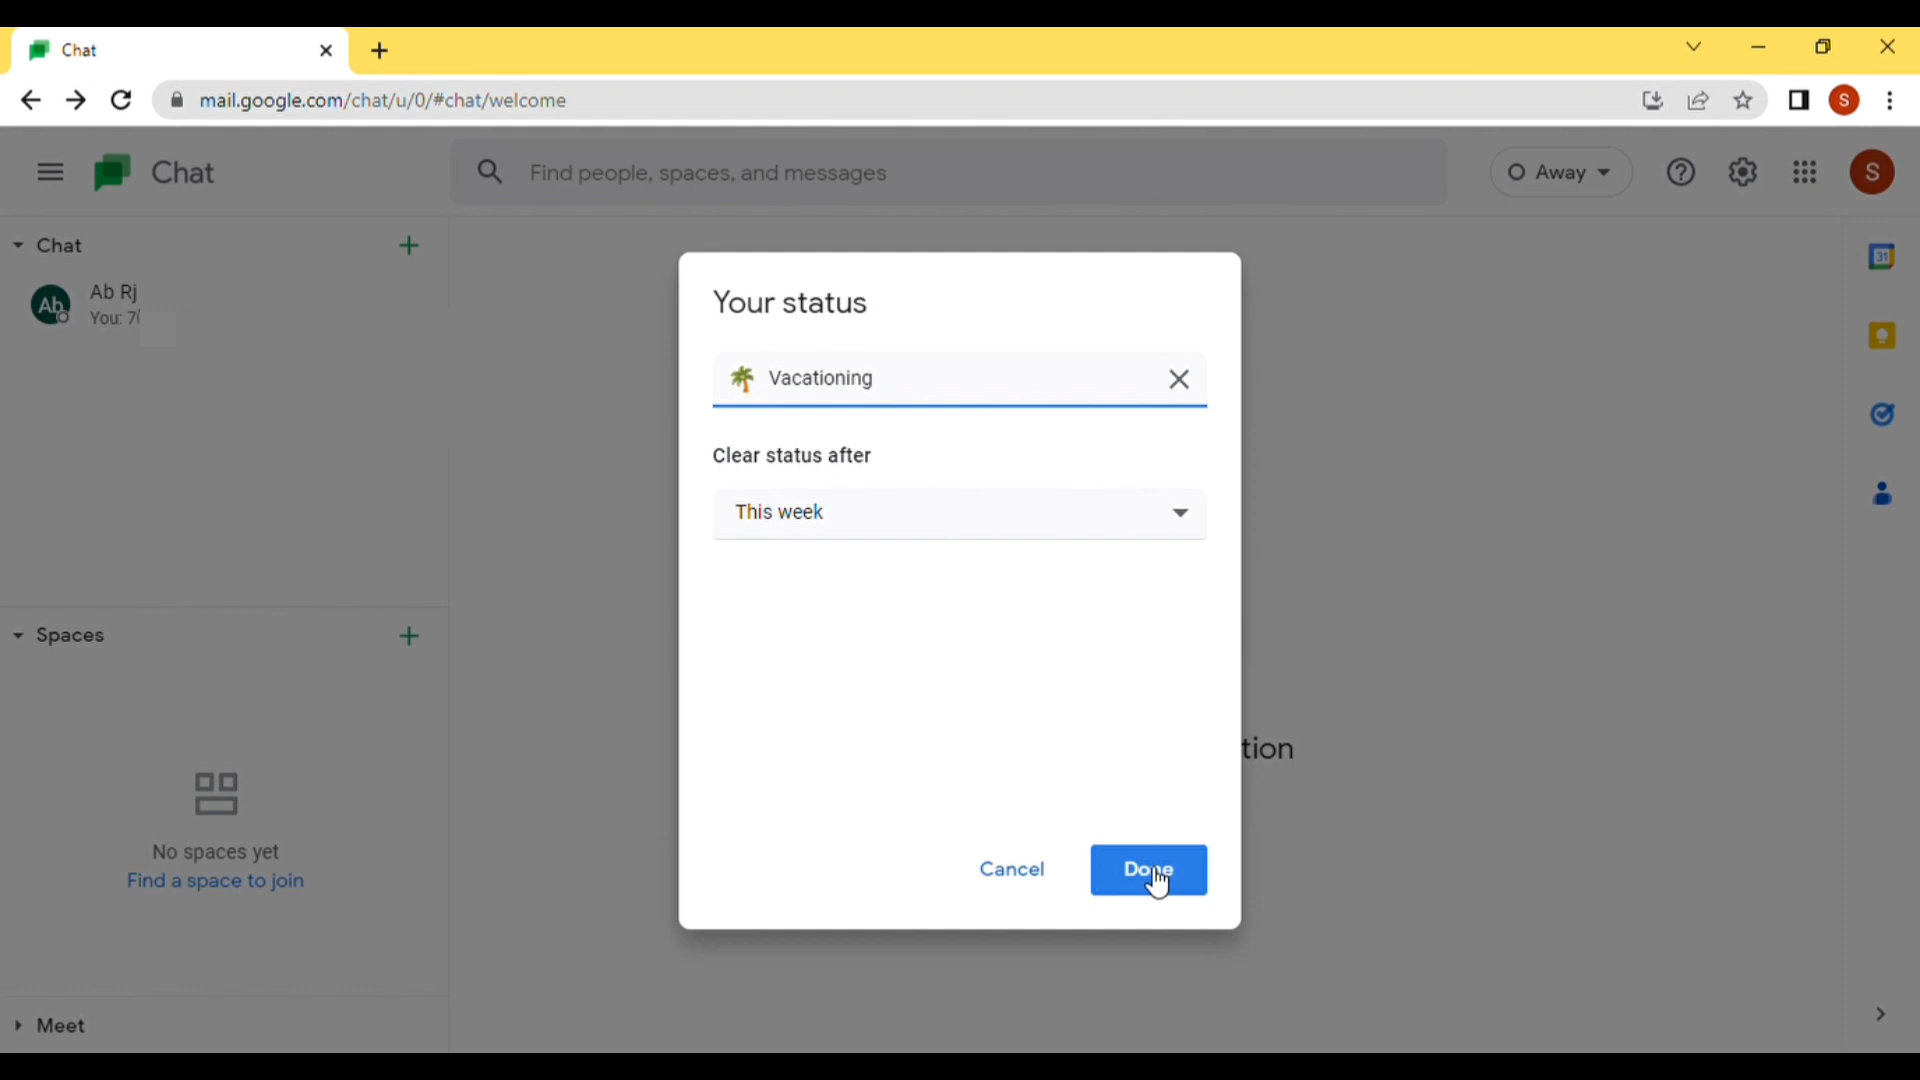 Chat
mail.google.com/chat/u/0/#chat/welcome
S
Chat
Find people, spaces, and messages
Away
S
Chat
31
Ab
Ab Rj
You: 7
Your status
Vacationing
Clear status after
This week
Spaces
tion
No spaces yet
Find a space to join
Cancel
Done
Meet